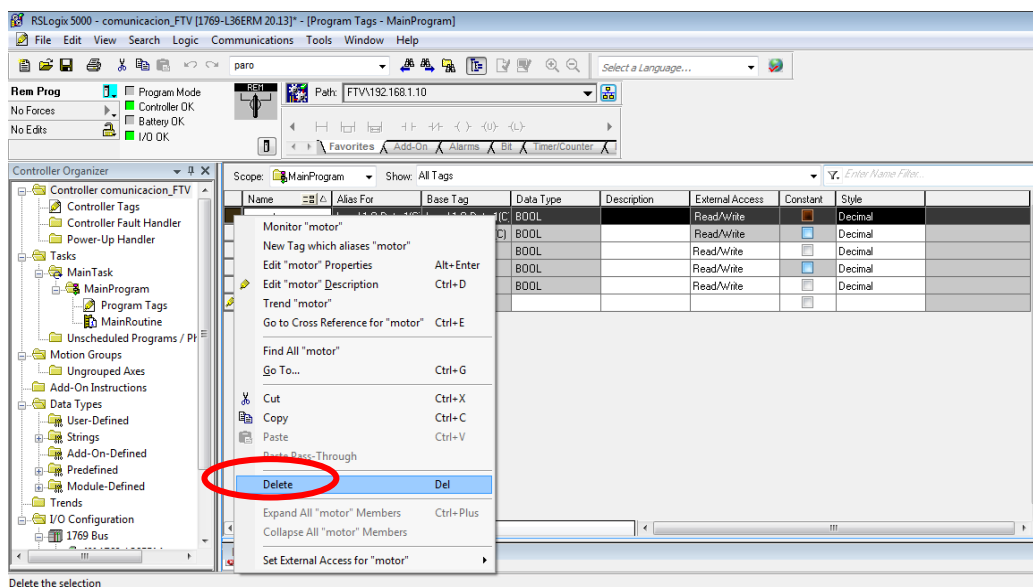 RSLogix 5000 - comunicacion_FTV [1769-L36ERM 20.13]* - [Program Tags - MainProgram]
File Edit View Search Logic Communications Tools Window Help
paro Select a Language...
Rem Prog Program Mode REM Path: FTV\192.168.1.10
No Forces Controller OK
Battery OK
No Edits I/O OK
Favorites Add-On Alarms Bit Timer/Counter
Controller Organizer
Controller comunicacion_FTV
Controller Tags
Controller Fault Handler
Power-Up Handler
Tasks
MainTask
MainProgram
Program Tags
MainRoutine
Unscheduled Programs / Ph
Motion Groups
Ungrouped Axes
Add-On Instructions
Data Types
User-Defined
Strings
Add-On-Defined
Predefined
Module-Defined
Trends
I/O Configuration
1769 Bus
Scope: MainProgram Show: All Tags Enter Name Filter...
Name Alias For Base Tag Data Type Description External Access Constant Style
BOOL Read/Write Decimal
BOOL Read/Write Decimal
BOOL Read/Write Decimal
BOOL Read/Write Decimal
BOOL Read/Write Decimal
Monitor "motor"
New Tag which aliases "motor"
Edit "motor" Properties Alt+Enter
Edit "motor" Description Ctrl+D
Trend "motor"
Go to Cross Reference for "motor" Ctrl+E
Find All "motor"
Go To... Ctrl+G
Cut Ctrl+X
Copy Ctrl+C
Paste Ctrl+V
Paste Pass-Through
Delete Del
Expand All "motor" Members Ctrl+Plus
Collapse All "motor" Members
Set External Access for "motor"
Delete the selection